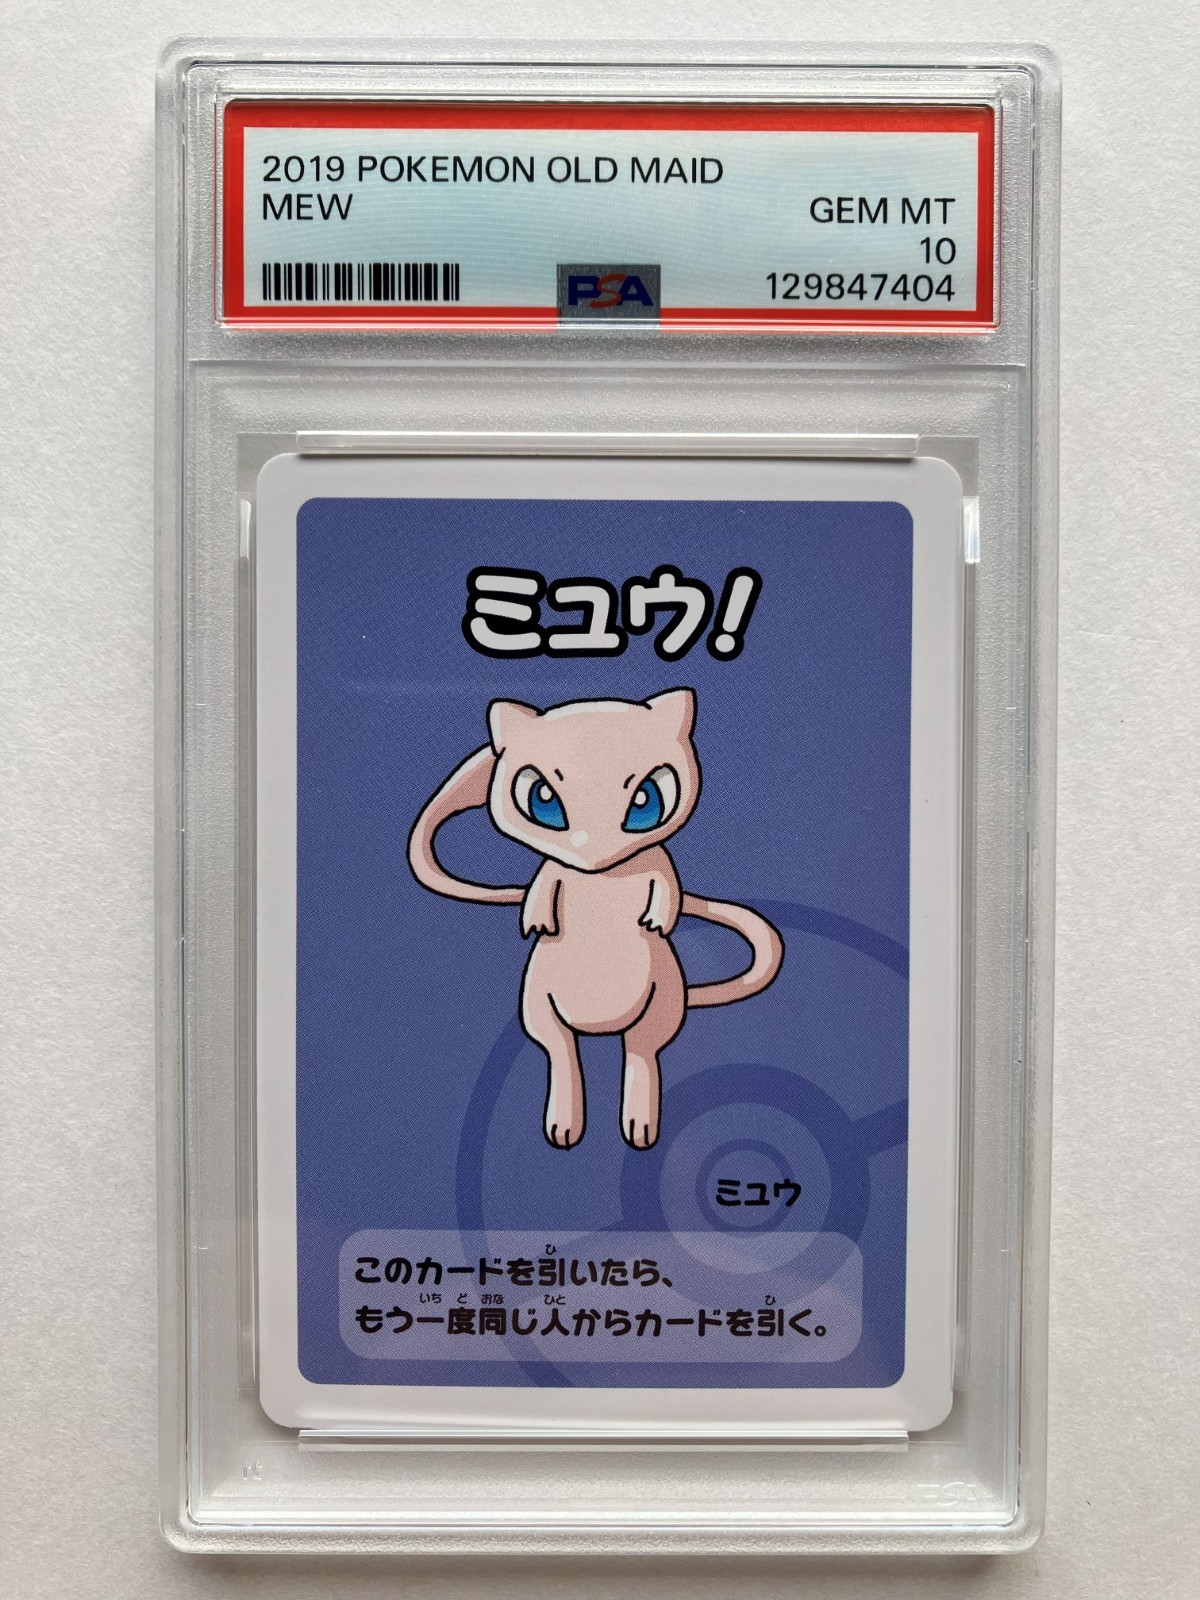 2019 POKEMON OLD MAID
MEW
GEM MT
10
PSA
129847404
ミュウ!
ミュウ
このカードを引いたら、
もう一度同じ人からカードを引く。